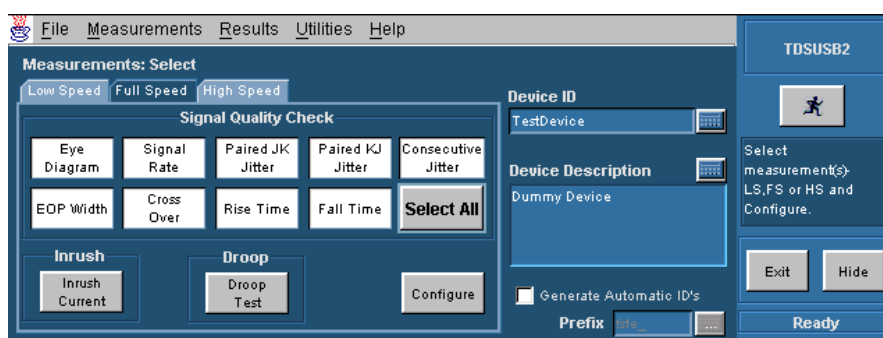 File Measurements Results Utilities Help
TDSUSB2
Measurements: Select
Low Speed Full Speed High Speed
Signal Quality Check
Eye
Diagram
Signal
Rate
Paired JK
Jitter
Paired KJ
Jitter
Consecutive
Jitter
EOP Width
Cross
Over
Rise Time
Fall Time
Select All
Inrush
Inrush
Current
Droop
Droop
Test
Configure
Device ID
TestDevice
Device Description
Dummy Device
Generate Automatic ID's
Prefix
...
Select
measurement(s)-
LS,FS or HS and
Configure.
Exit
Hide
Ready